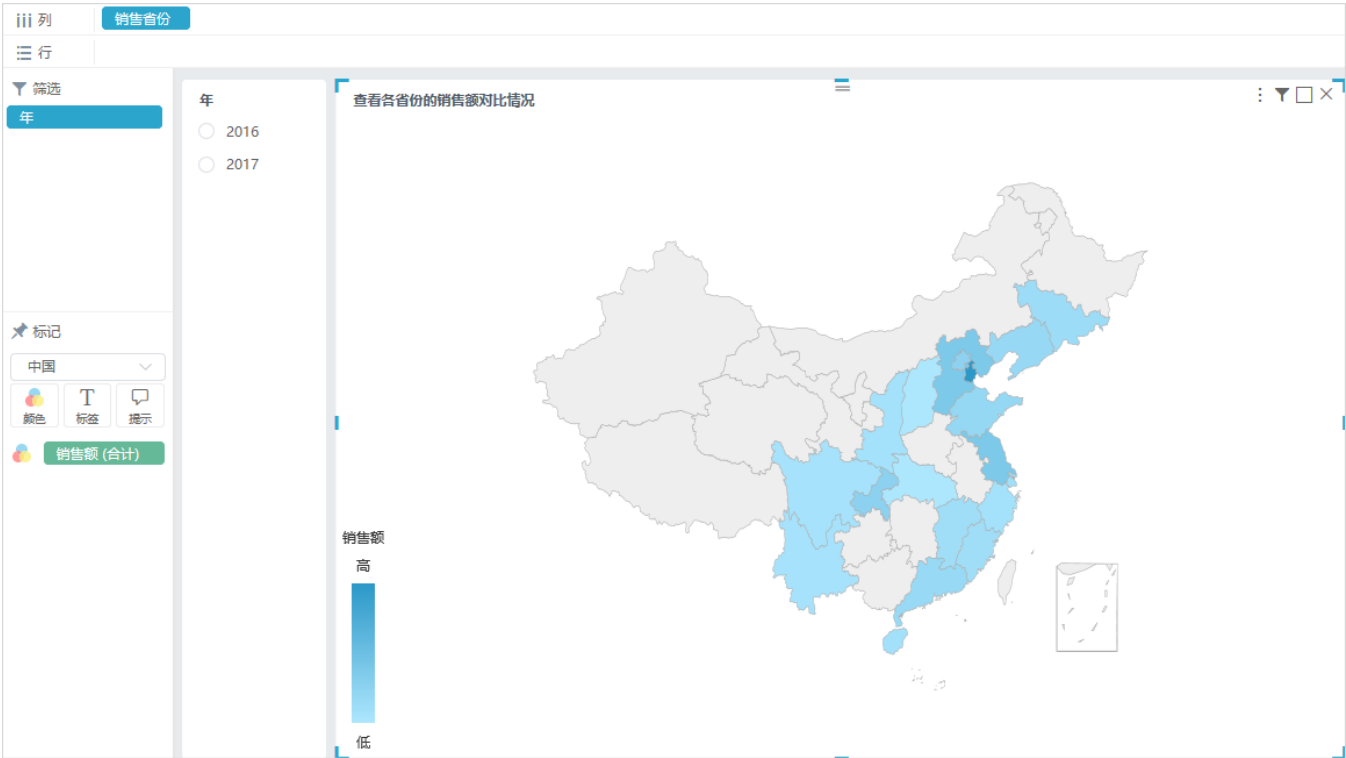 列 销售省份
行
筛选
年
年
2016
2017
查看各省份的销售额对比情况
标记
中国
颜色 T标签 提示
销售额 (合计)
销售额
高
低